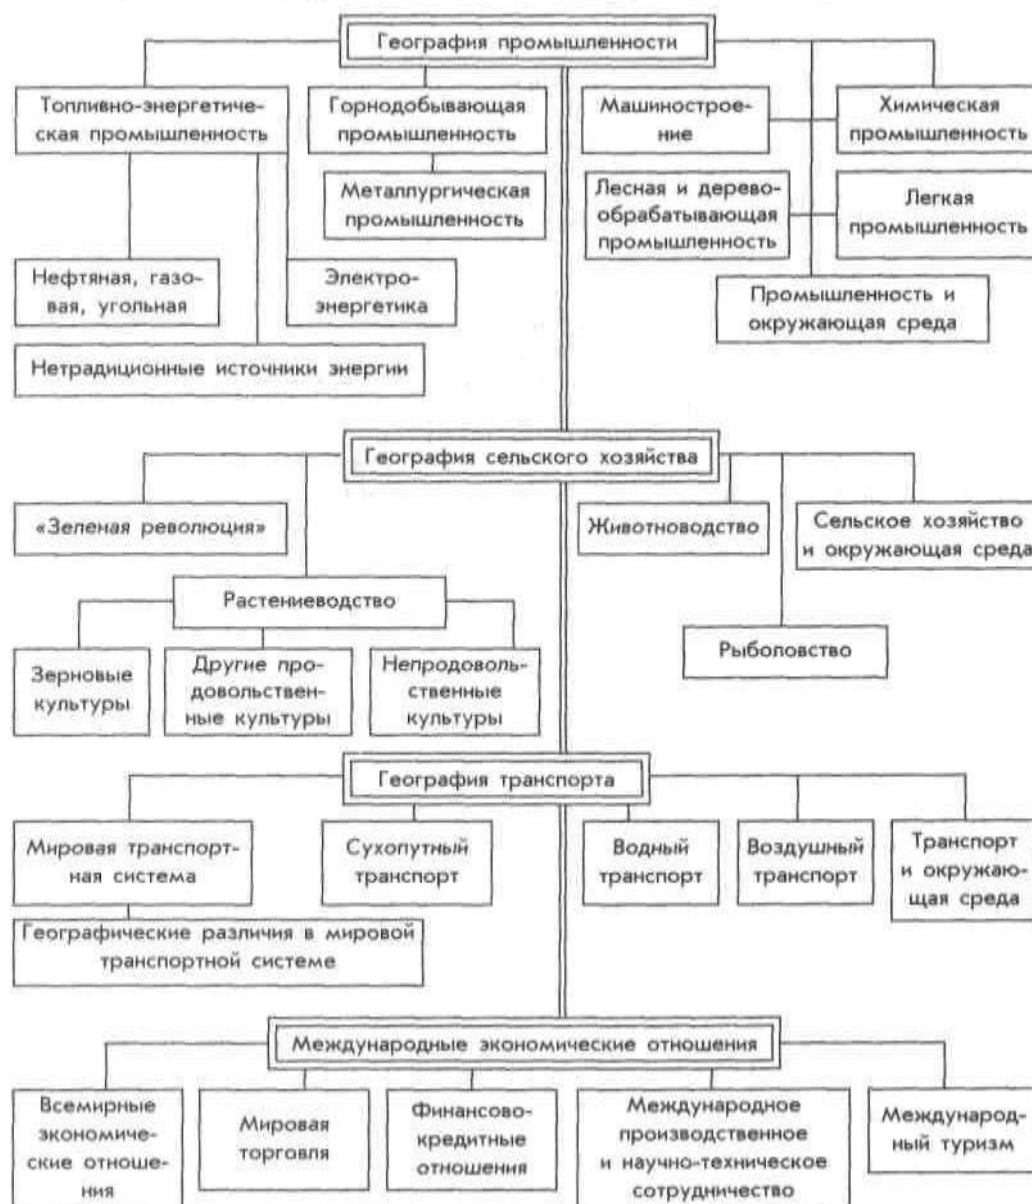 География промышленности
Топливно-энергетиче-
ская промышленность
Горнодобывающая
промышленность
Машинострое-
ние
Химическая
промышленность
Металлургическая
промышленность
Лесная и дерево-
обрабатывающая
промышленность
Легкая
промышленность
Нефтяная, газо-
вая, угольная
Электро-
энергетика
Промышленность и
окружающая среда
Нетрадиционные источники энергии
География сельского хозяйства
«Зеленая революция»
Животноводство
Сельское хозяйство
и окружающая среда
Растениеводство
Рыболовство
Зерновые
культуры
Другие про-
довольствен-
ные культуры
Непродоволь-
ственные
культуры
География транспорта
Мировая транспорт-
ная система
Сухопутный
транспорт
Водный
транспорт
Воздушный
транспорт
Транспорт
и окружаю-
щая среда
Географические различия в мировой
транспортной системе
Международные экономические отношения
Всемирные
экономиче-
ские отноше-
ния
Мировая
торговля
Финансово-
кредитные
отношения
Международное
производственное
и научно-техническое
сотрудничество
Международ-
ный туризм